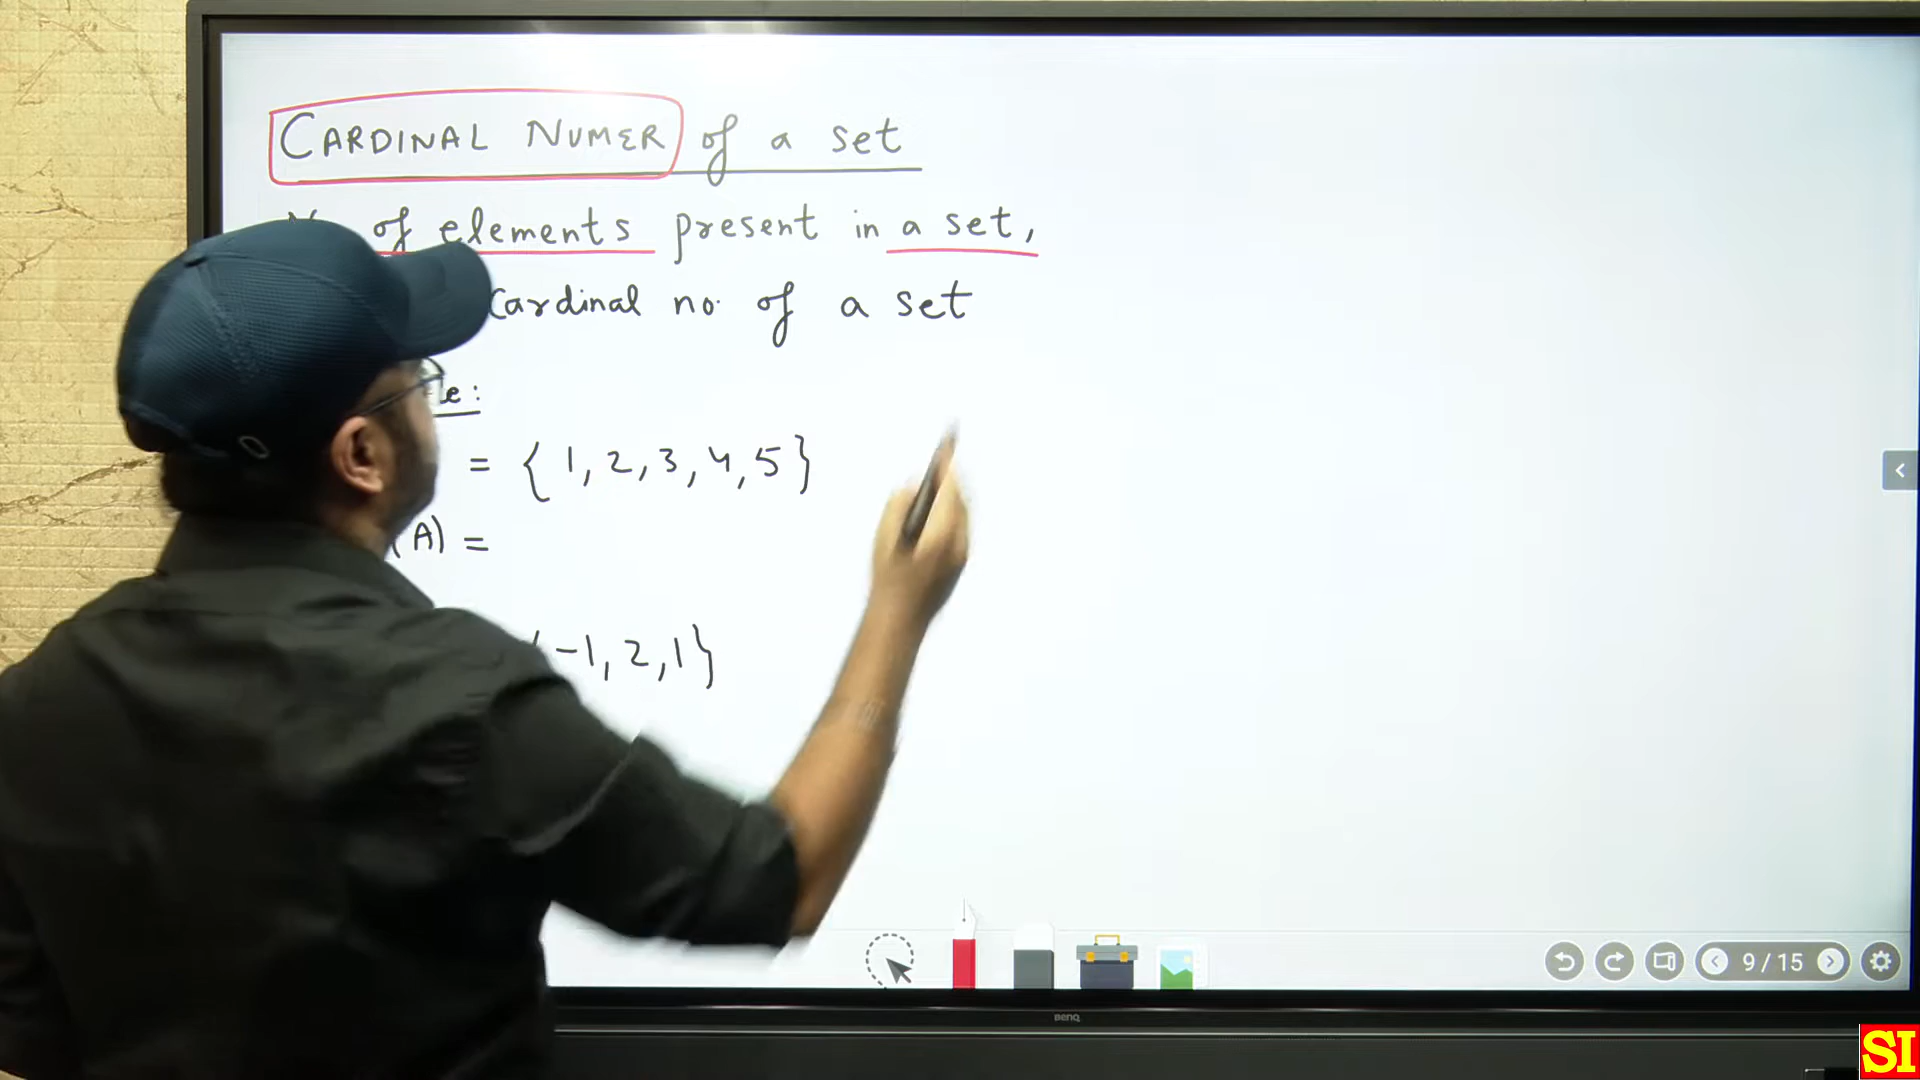 CARDINAL NUMER of a set
of elements present in a set,
Cardinal no. of a set
e:
= { 1, 2, 3, 4, 5 }
(A) =
{ -1, 2, 1 }
9 / 15
BenQ
SI